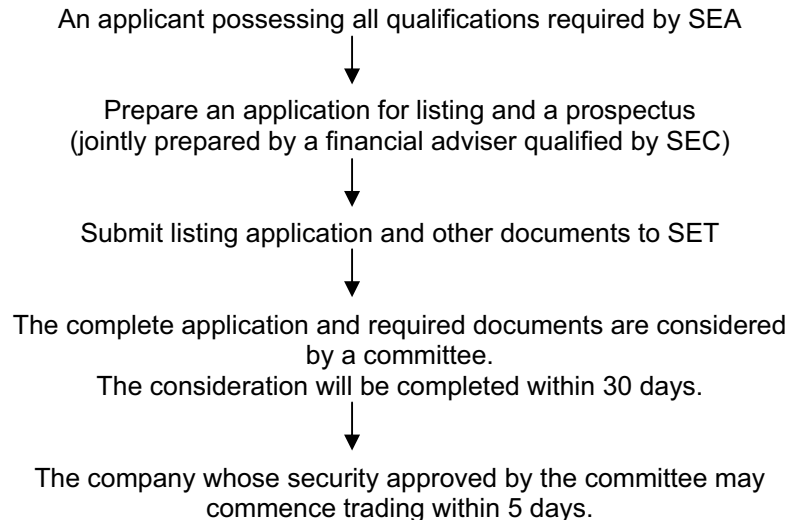 An applicant possessing all qualifications required by SEA
Prepare an application for listing and a prospectus
(jointly prepared by a financial adviser qualified by SEC)
Submit listing application and other documents to SET
The complete application and required documents are considered
by a committee.
The consideration will be completed within 30 days.
The company whose security approved by the committee may
commence trading within 5 days.